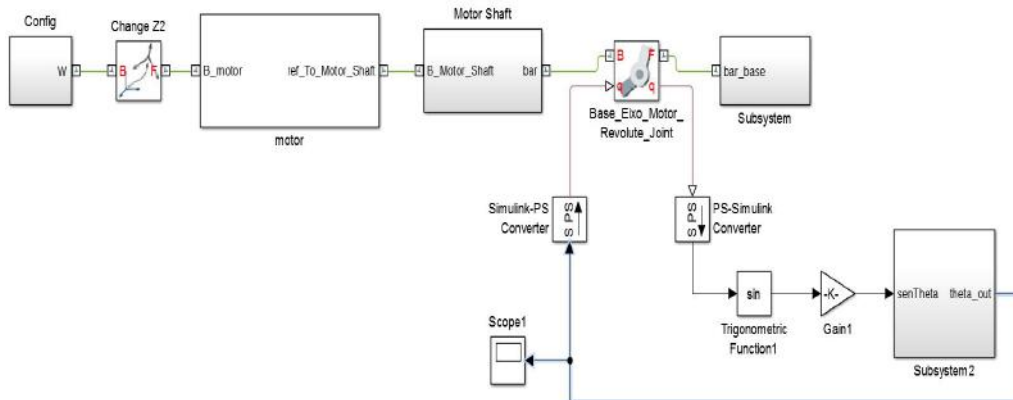 Config
W
Change Z2
B
F
B_motor
ref_To_Motor_Shaft
motor
Motor Shaft
B_Motor_Shaft
bar
B
F
q
q
Base_Eixo_Motor_
Revolute_Joint
bar_base
Subsystem
Simulink-PS
Converter
S PS
S PS
PS-Simulink
Converter
sin
Trigonometric
Function1
-K-
Gain1
senTheta
theta_out
Subsystem2
Scope1